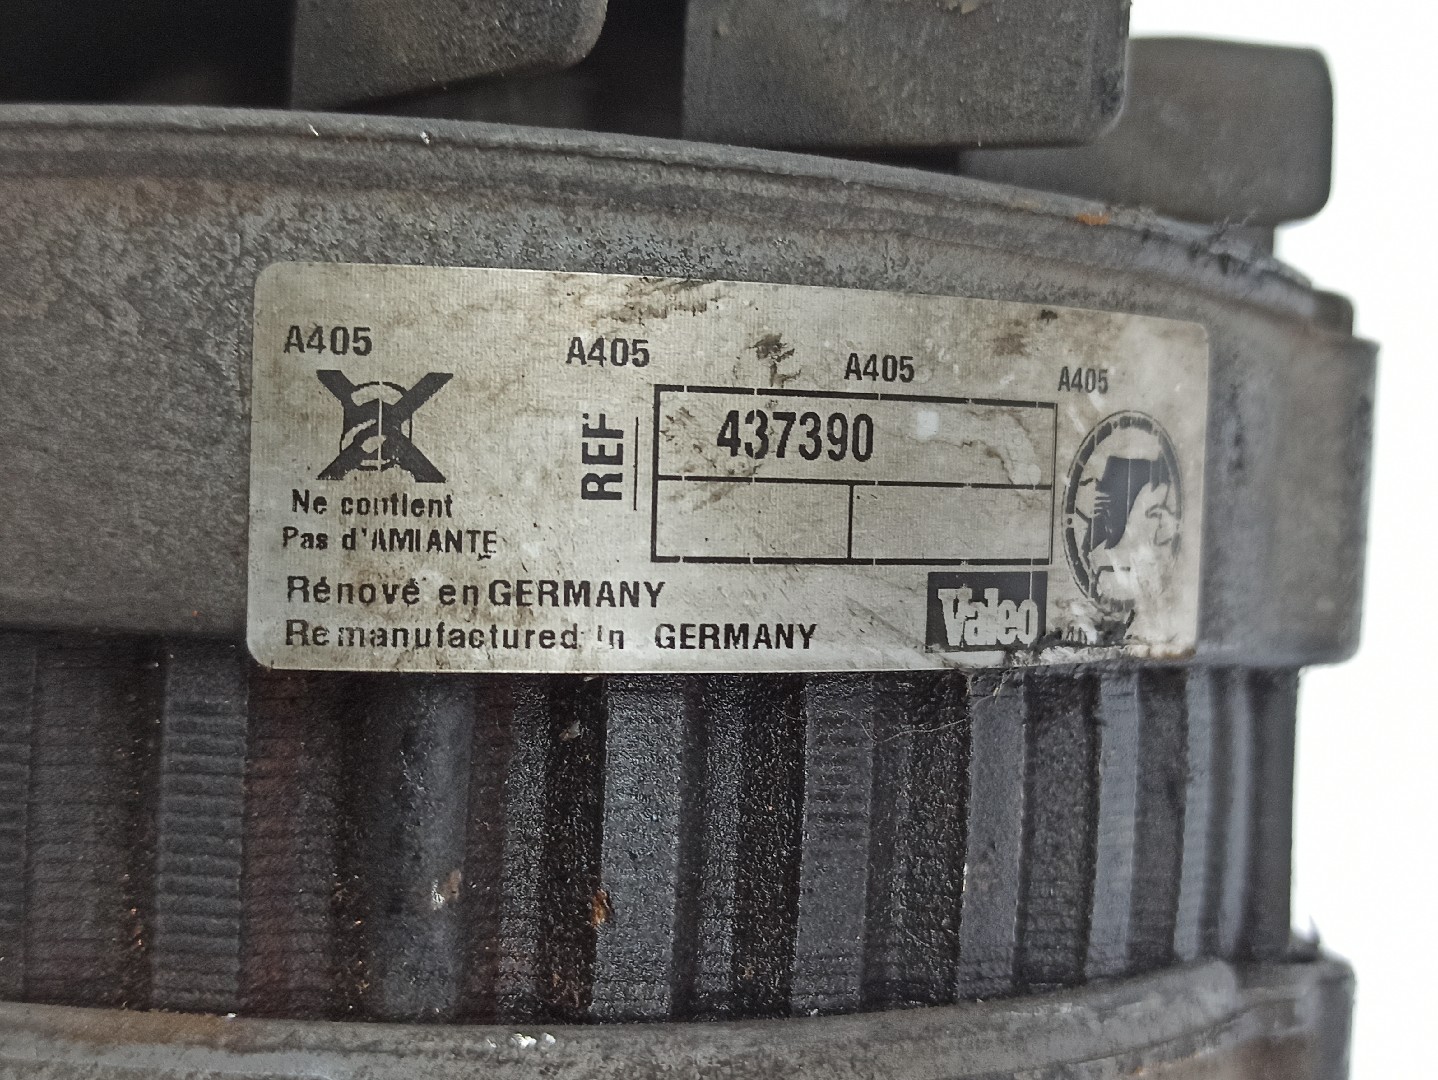 A405 A405 A405 A405
REF 437390
Ne contient
Pas d'AMIANTE
Rénové en GERMANY
Remanufactured in GERMANY
Valeo